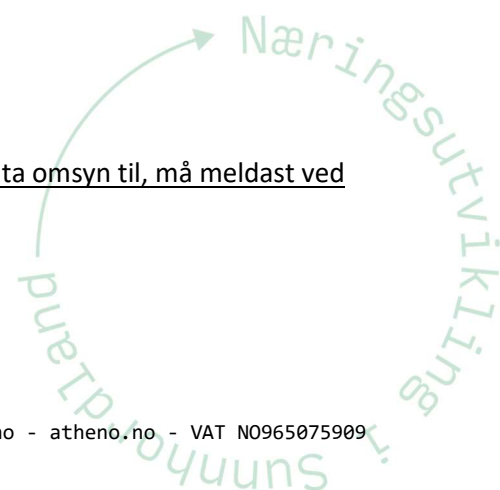 Næringsutvikling i Sunnhordland
ta omsyn til, må meldast ved
no - atheno.no - VAT NO965075909